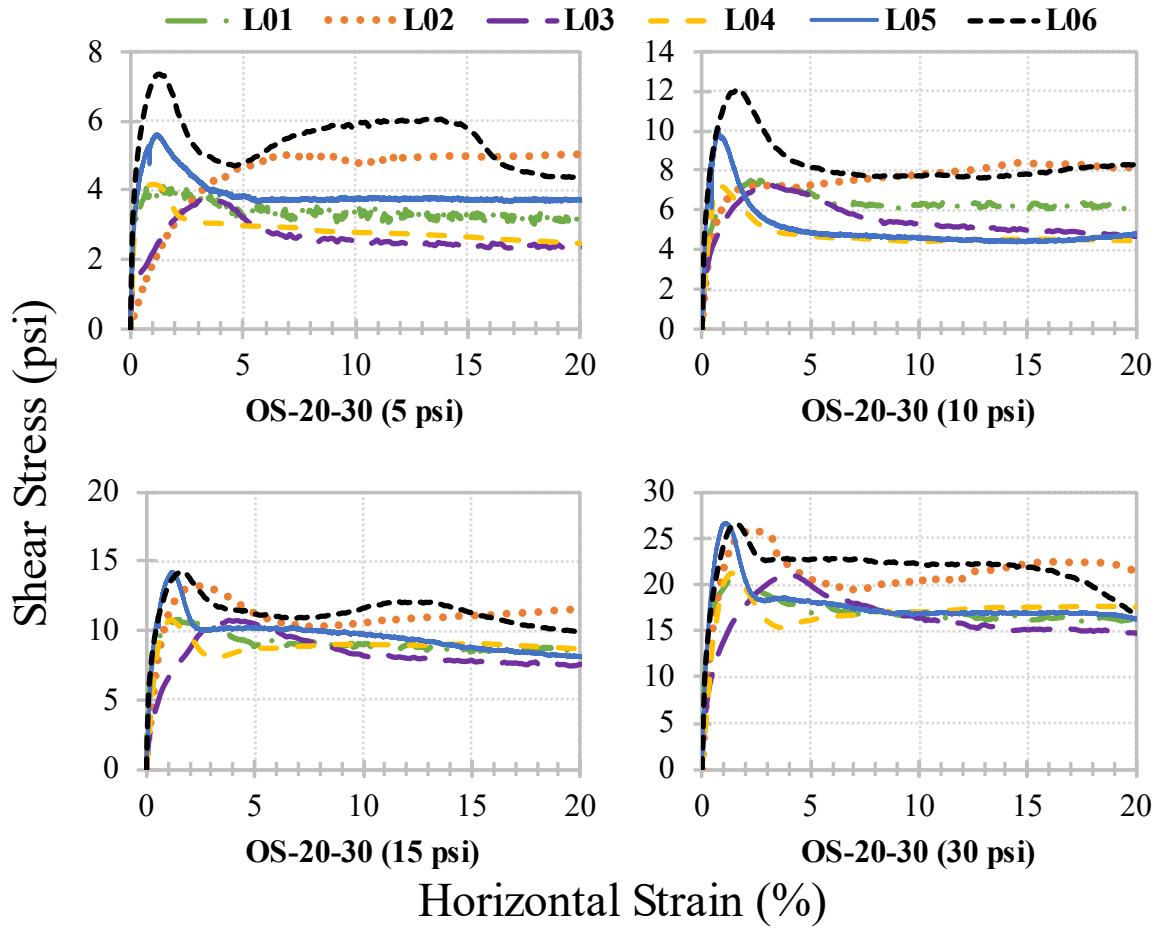 L01 L02 L03 L04 L05 L06
Shear Stress (psi)
8
6
4
2
0
0 5 10 15 20
OS-20-30 (5 psi)
14
12
10
8
6
4
2
0
0 5 10 15 20
OS-20-30 (10 psi)
20
15
10
5
0
0 5 10 15 20
OS-20-30 (15 psi)
30
25
20
15
10
5
0
0 5 10 15 20
OS-20-30 (30 psi)
Horizontal Strain (%)